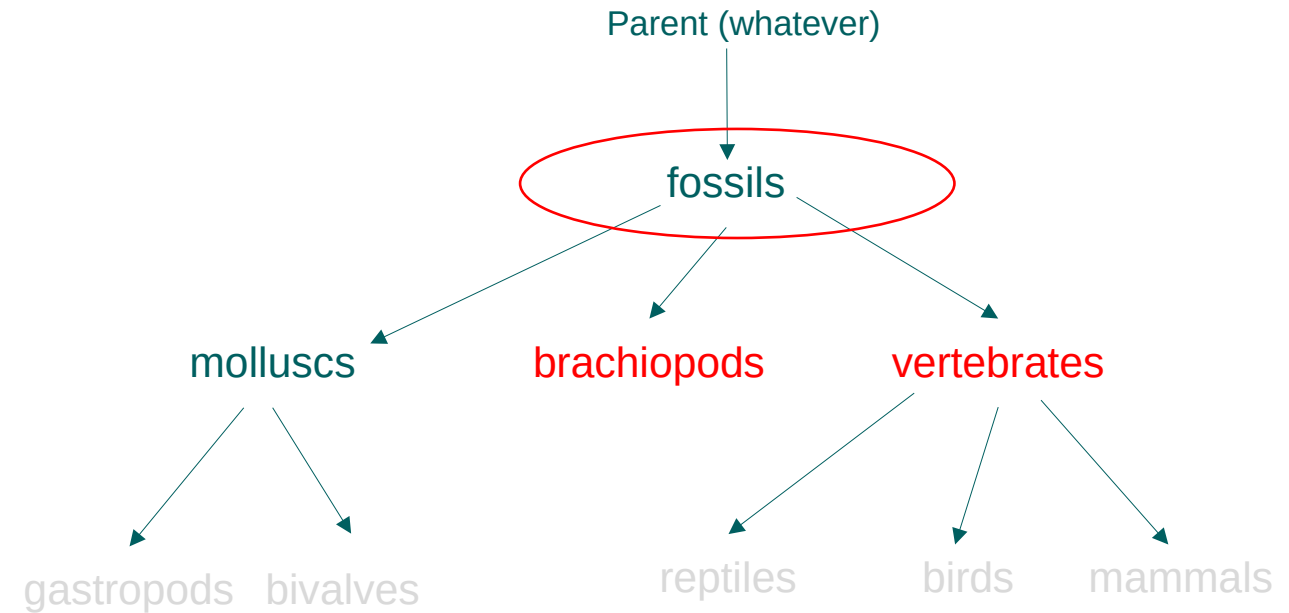 Parent (whatever)
fossils
molluscs
brachiopods
vertebrates
gastropods
bivalves
reptiles
birds
mammals